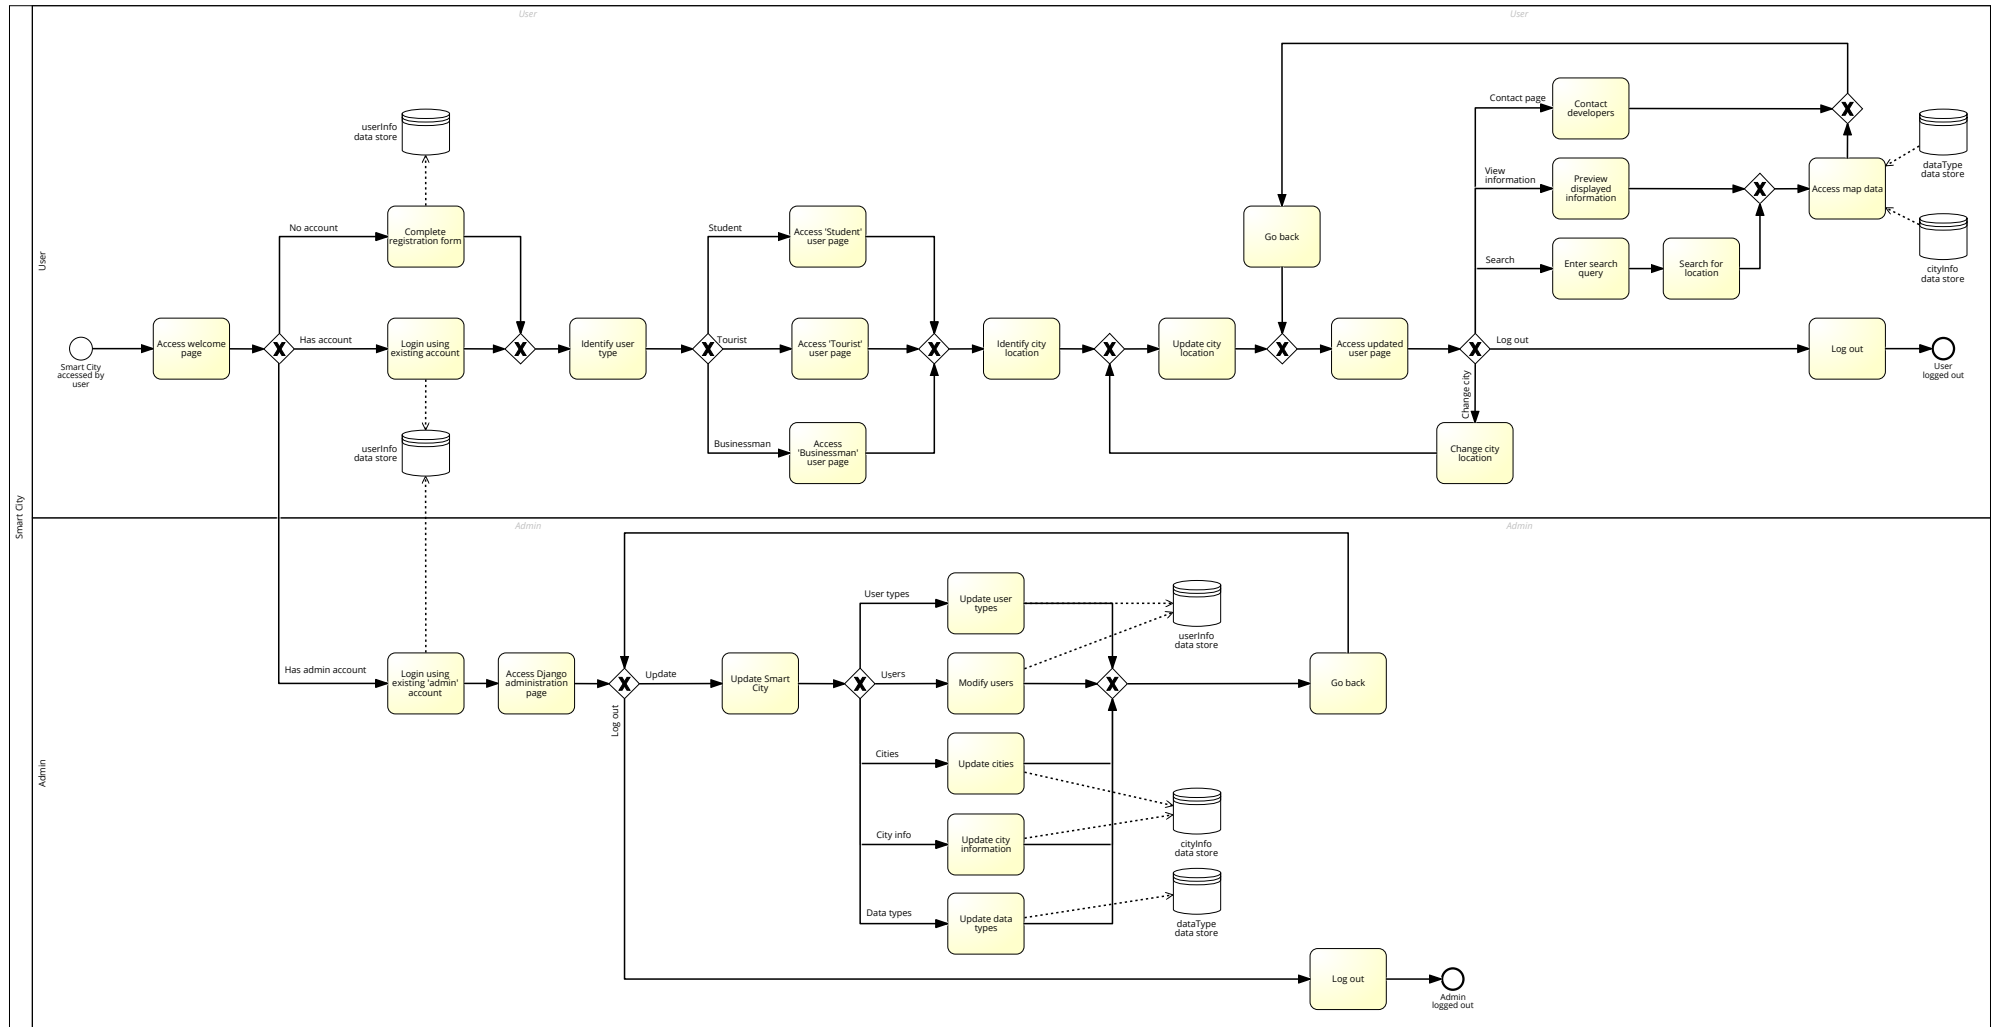 User
User
Smart City
User
Smart City
accessed by
user
Access welcome
page
No account
Has account
Has admin account
userInfo
data store
Complete
registration form
Login using
existing account
userInfo
data store
Identify user
type
Student
Tourist
Businessman
Access 'Student'
user page
Access 'Tourist'
user page
Access
'Businessman'
user page
Identify city
location
Update city
location
Go back
Access updated
user page
Contact page
View
information
Search
Log out
Change city
Contact
developers
Preview
displayed
information
Enter search
query
Search for
location
Access map data
dataType
data store
cityInfo
data store
Log out
User
logged out
Change city
location
Admin
Admin
Admin
Login using
existing 'admin'
account
Access Django
administration
page
Update
Log out
Update Smart
City
User types
Users
Cities
City info
Data types
Update user
types
Modify users
Update cities
Update city
information
Update data
types
userInfo
data store
cityInfo
data store
dataType
data store
Go back
Log out
Admin
logged out